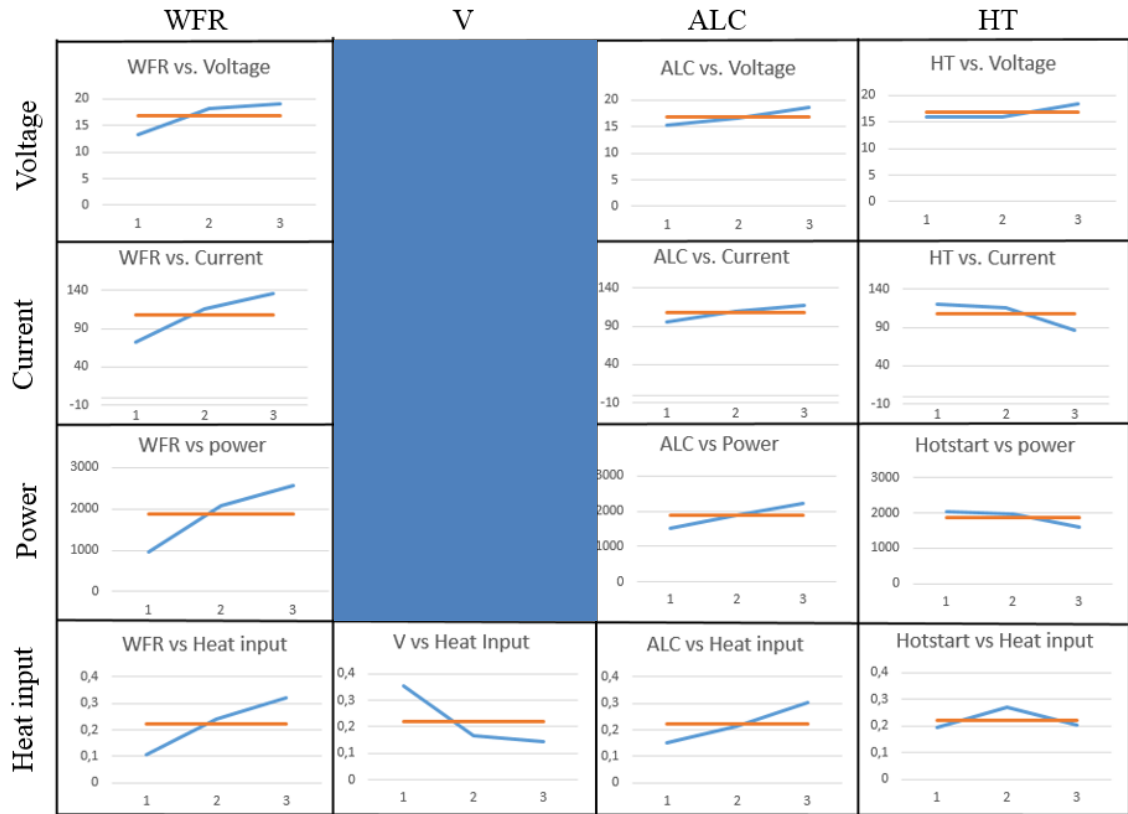 WFR
V
ALC
HT
Voltage
WFR vs. Voltage
20
15
10
5
0
1 2 3
ALC vs. Voltage
20
15
10
5
0
1 2 3
HT vs. Voltage
20
15
10
5
0
1 2 3
Current
WFR vs. Current
140
90
40
-10
1 2 3
ALC vs. Current
140
90
40
-10
1 2 3
HT vs. Current
140
90
40
-10
1 2 3
Power
WFR vs power
3000
2000
1000
0
1 2 3
ALC vs Power
3000
2000
1000
0
1 2 3
Hotstart vs power
3000
2000
1000
0
1 2 3
Heat input
WFR vs Heat input
0,4
0,3
0,2
0,1
0
1 2 3
V vs Heat Input
0,4
0,3
0,2
0,1
0
1 2 3
ALC vs Heat input
0,4
0,3
0,2
0,1
0
1 2 3
Hotstart vs Heat input
0,4
0,3
0,2
0,1
0
1 2 3